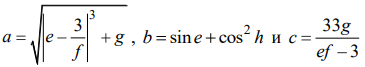 a = √(|e − 3/f|³ + g) , b = sin e + cos² h и c = 33g/(ef − 3)